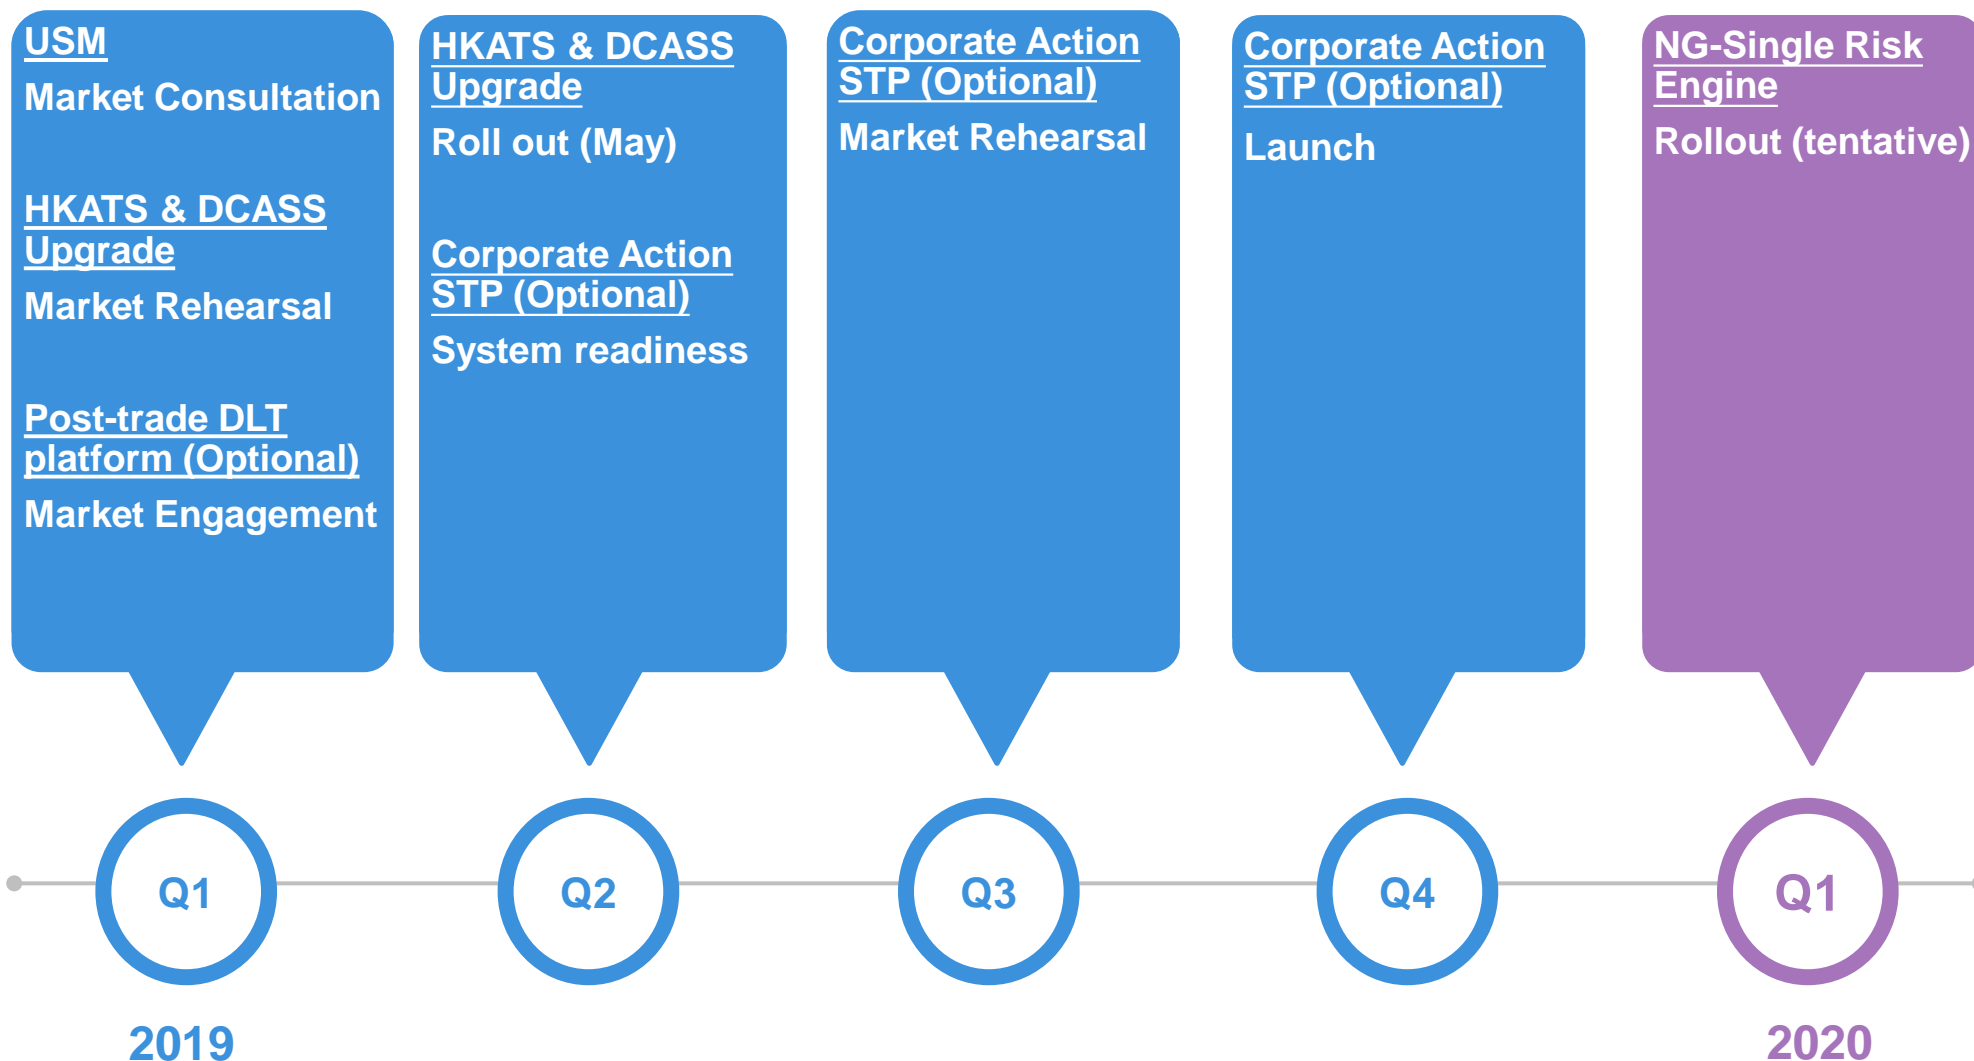 USM
Market Consultation
HKATS & DCASS
Upgrade
Market Rehearsal
Post-trade DLT
platform (Optional)
Market Engagement
HKATS & DCASS
Upgrade
Roll out (May)
Corporate Action
STP (Optional)
System readiness
Corporate Action
STP (Optional)
Market Rehearsal
Corporate Action
STP (Optional)
Launch
NG-Single Risk
Engine
Rollout (tentative)
Q1
Q2
Q3
Q4
Q1
2019
2020